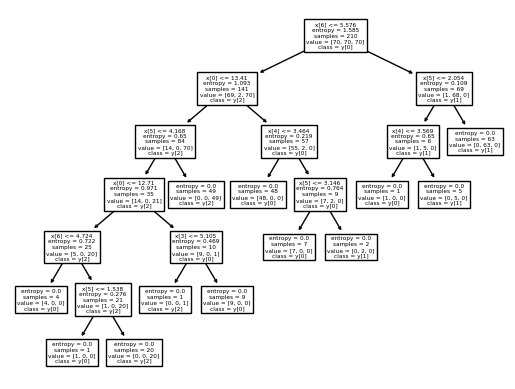 x[6] <= 5.576
entropy = 1.585
samples = 210
value = [70, 70, 70]
class = y[0]
x[0] <= 13.41
entropy = 1.093
samples = 141
value = [69, 2, 70]
class = y[2]
x[5] <= 2.054
entropy = 0.109
samples = 69
value = [1, 68, 0]
class = y[1]
x[5] <= 4.168
entropy = 0.65
samples = 84
value = [14, 0, 70]
class = y[2]
x[4] <= 3.464
entropy = 0.219
samples = 57
value = [55, 2, 0]
class = y[0]
x[4] <= 3.569
entropy = 0.65
samples = 6
value = [1, 5, 0]
class = y[1]
entropy = 0.0
samples = 63
value = [0, 63, 0]
class = y[1]
x[0] <= 12.71
entropy = 0.971
samples = 35
value = [14, 0, 21]
class = y[2]
entropy = 0.0
samples = 49
value = [0, 0, 49]
class = y[2]
entropy = 0.0
samples = 48
value = [48, 0, 0]
class = y[0]
x[5] <= 3.146
entropy = 0.764
samples = 9
value = [7, 2, 0]
class = y[0]
entropy = 0.0
samples = 1
value = [1, 0, 0]
class = y[0]
entropy = 0.0
samples = 5
value = [0, 5, 0]
class = y[1]
x[6] <= 4.724
entropy = 0.722
samples = 25
value = [5, 0, 20]
class = y[2]
x[3] <= 5.105
entropy = 0.469
samples = 10
value = [9, 0, 1]
class = y[0]
entropy = 0.0
samples = 7
value = [7, 0, 0]
class = y[0]
entropy = 0.0
samples = 2
value = [0, 2, 0]
class = y[1]
entropy = 0.0
samples = 4
value = [4, 0, 0]
class = y[0]
x[5] <= 1.538
entropy = 0.276
samples = 21
value = [1, 0, 20]
class = y[2]
entropy = 0.0
samples = 1
value = [0, 0, 1]
class = y[2]
entropy = 0.0
samples = 9
value = [9, 0, 0]
class = y[0]
entropy = 0.0
samples = 1
value = [1, 0, 0]
class = y[0]
entropy = 0.0
samples = 20
value = [0, 0, 20]
class = y[2]